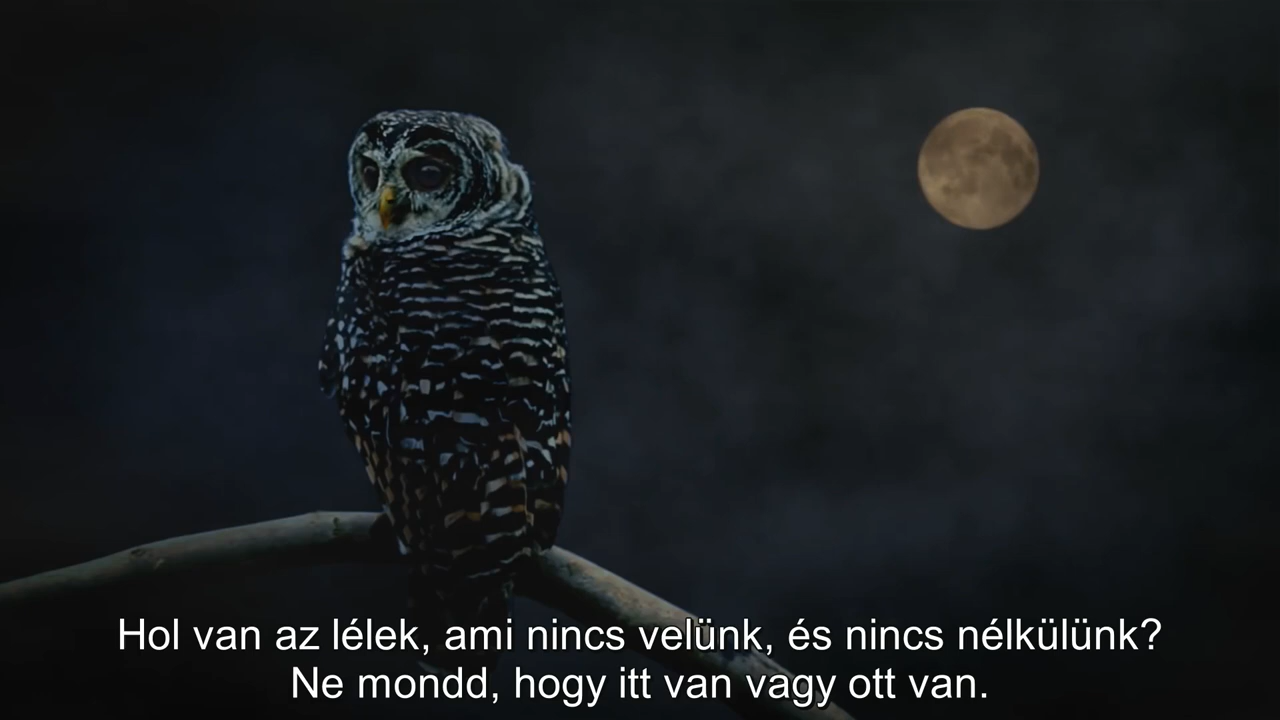 Hol van az lélek, ami nincs velünk, és nincs nélkülünk?
Ne mondd, hogy itt van vagy ott van.